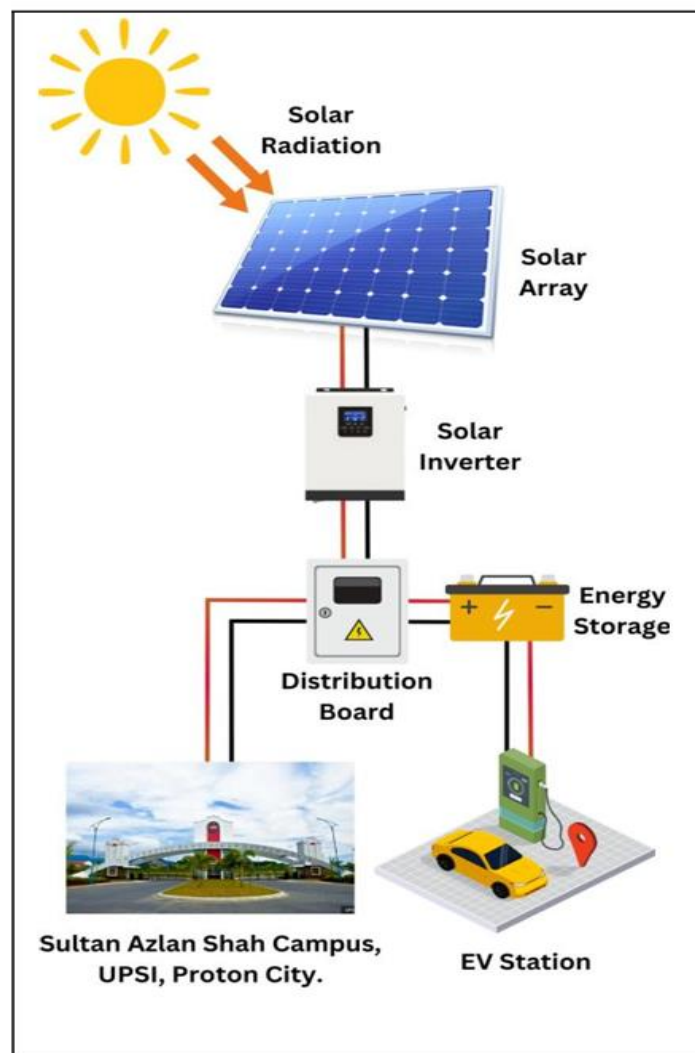 Solar
Radiation
Solar
Array
Solar
Inverter
+ −
Energy
Storage
Distribution
Board
Sultan Azlan Shah Campus,
UPSI, Proton City.
EV Station